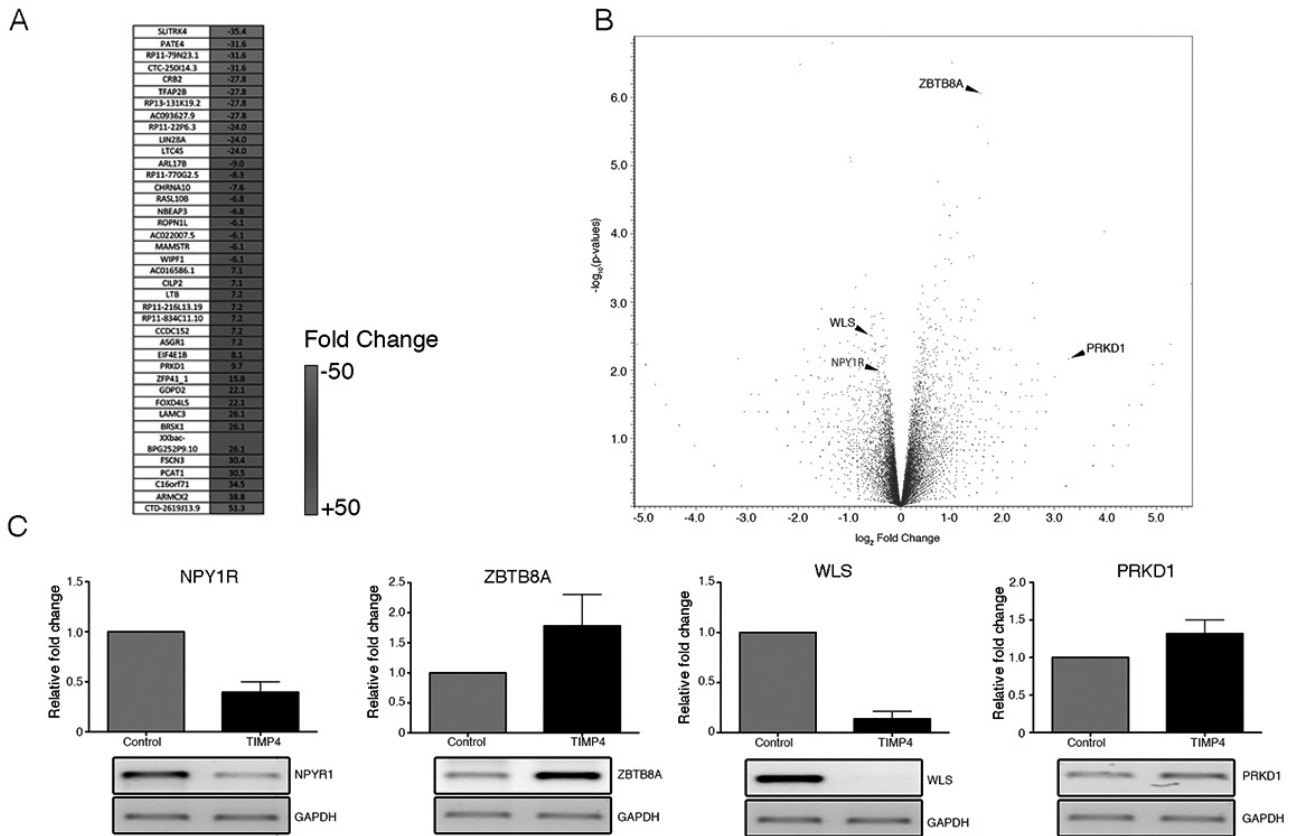 A
SLITRK4 -35.4
PATE4 -31.6
RP11-79N23.1 -31.6
CTC-250I14.3 -31.6
CRB2 -27.8
TFAP2B -27.8
RP13-131K19.2 -27.8
AC093627.9 -27.8
RP11-22P6.3 -24.0
LIN28A -24.0
LTC4S -24.0
ARL17B -9.0
RP11-770G2.5 -8.3
CHRNA10 -7.6
RASL10B -6.8
NBEAP3 -6.8
ROPN1L -6.1
AC022007.5 -6.1
MAMSTR -6.1
WIPF1 -6.1
AC016586.1 7.1
CILP2 7.1
LTB 7.2
RP11-216L13.19 7.2
RP11-834C11.10 7.2
CCDC152 7.2
ASGR1 7.2
EIF4E1B 8.1
PRKD1 9.7
ZFP41_1 15.8
GDPD2 22.1
FOXD4L5 22.1
LAMC3 26.1
BRSK1 26.1
XXbac-
BPG252P9.10 26.1
FSCN3 30.4
PCAT1 30.5
C16orf71 34.5
ARMCX2 38.8
CTD-2619J13.9 51.3
Fold Change
-50
+50
B
ZBTB8A
WLS
NPY1R
PRKD1
-log10(p-values)
6.0
5.0
4.0
3.0
2.0
1.0
-5.0 -4.0 -3.0 -2.0 -1.0 0 1.0 2.0 3.0 4.0 5.0
log2 Fold Change
C
NPY1R
Relative fold change
1.5
1.0
0.5
0
Control TIMP4
NPYR1
GAPDH
ZBTB8A
Relative fold change
2.5
2.0
1.5
1.0
0.5
0
Control TIMP4
ZBTB8A
GAPDH
WLS
Relative fold change
1.5
1.0
0.5
0
Control TIMP4
WLS
GAPDH
PRKD1
Relative fold change
2.0
1.5
1.0
0.5
0
Control TIMP4
PRKD1
GAPDH